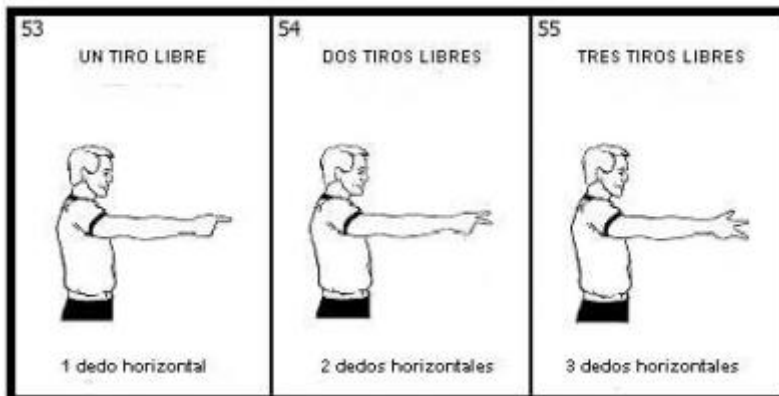 53
UN TIRO LIBRE
1 dedo horizontal
54
DOS TIROS LIBRES
2 dedos horizontales
55
TRES TIROS LIBRES
3 dedos horizontales